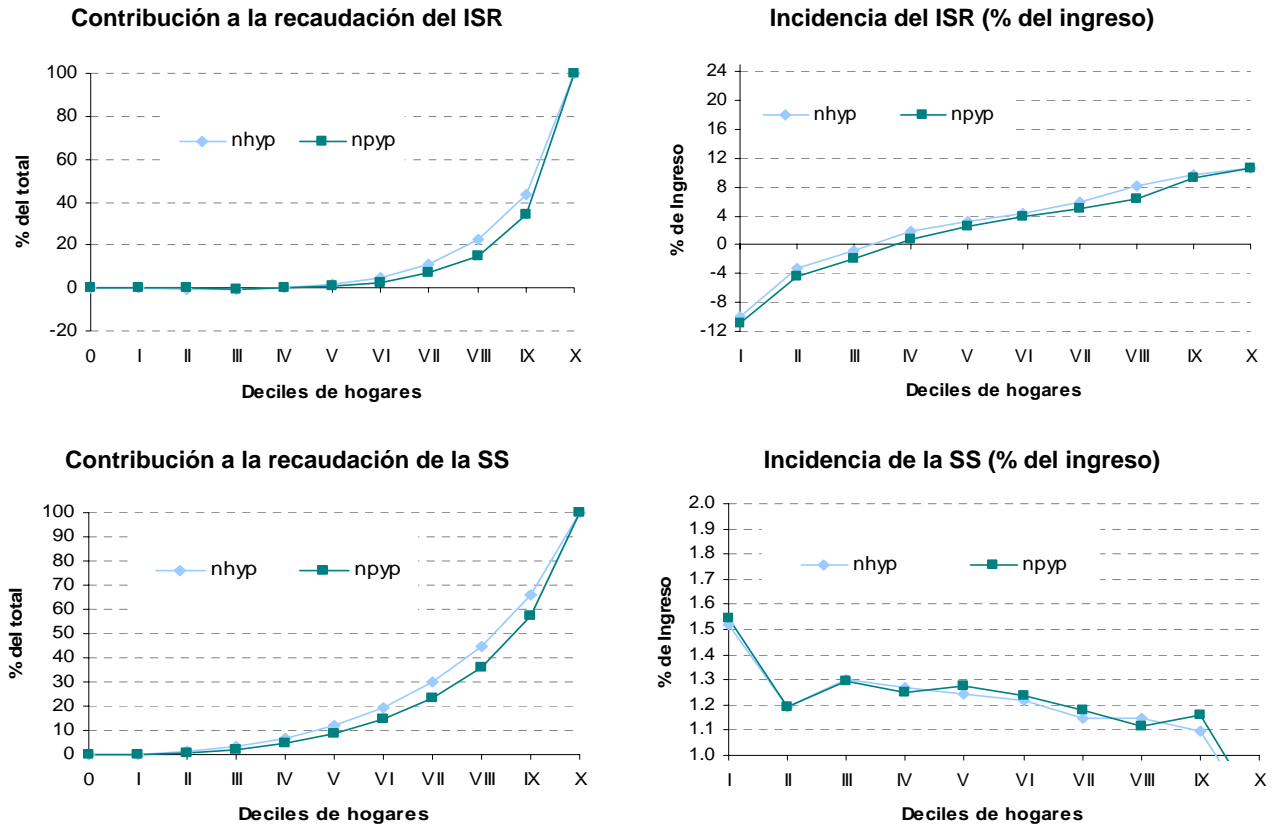 Contribución a la recaudación del ISR
100
80
60
40
20
0
-20
% del total
nhyp
npyp
0 I II III IV V VI VII VIII IX X
Deciles de hogares
Incidencia del ISR (% del ingreso)
24
20
16
12
8
4
0
-4
-8
-12
% de Ingreso
nhyp
npyp
I II III IV V VI VII VIII IX X
Deciles de hogares
Contribución a la recaudación de la SS
100
90
80
70
60
50
40
30
20
10
0
% del total
nhyp
npyp
0 I II III IV V VI VII VIII IX X
Deciles de hogares
Incidencia de la SS (% del ingreso)
2.0
1.9
1.8
1.7
1.6
1.5
1.4
1.3
1.2
1.1
1.0
% de Ingreso
nhyp
npyp
I II III IV V VI VII VIII IX X
Deciles de hogares